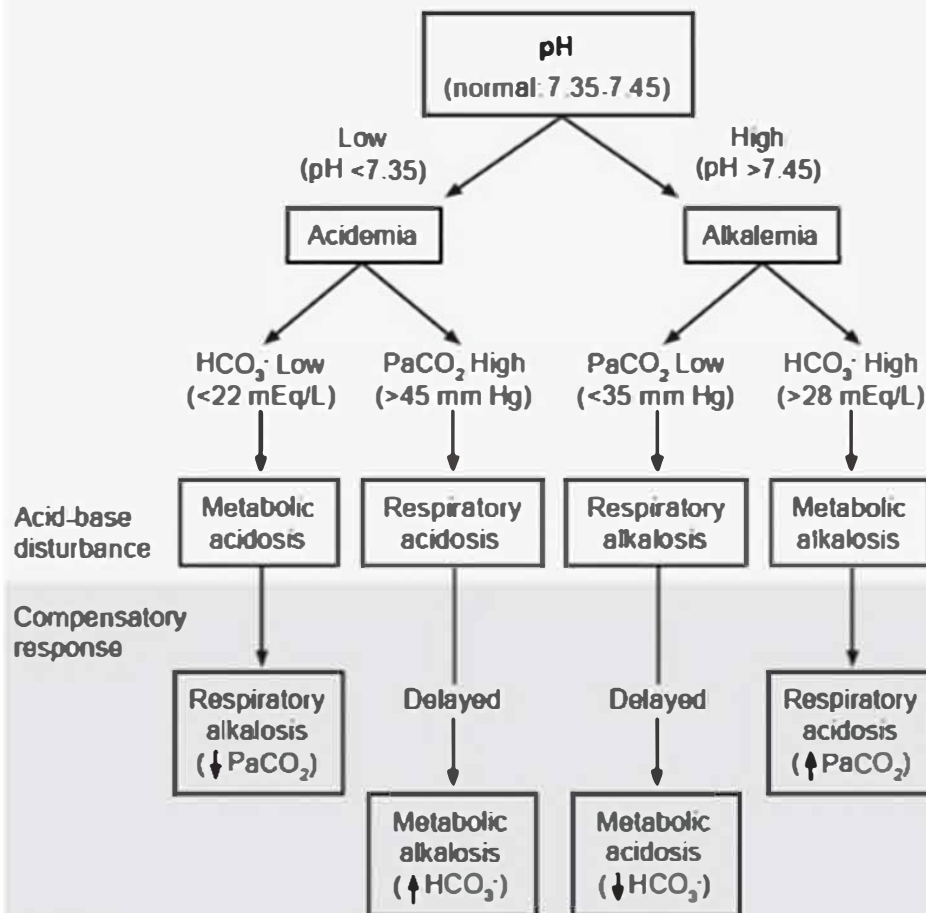 pH
(normal: 7.35-7.45)
Low
(pH <7.35)
High
(pH >7.45)
Acidemia
Alkalemia
HCO₃⁻ Low
(<22 mEq/L)
PaCO₂ High
(>45 mm Hg)
PaCO₂ Low
(<35 mm Hg)
HCO₃⁻ High
(>28 mEq/L)
Acid-base
disturbance
Metabolic
acidosis
Respiratory
acidosis
Respiratory
alkalosis
Metabolic
alkalosis
Compensatory
response
Respiratory
alkalosis
(↓PaCO₂)
Delayed
Delayed
Respiratory
acidosis
(↑PaCO₂)
Metabolic
alkalosis
(↑HCO₃⁻)
Metabolic
acidosis
(↓HCO₃⁻)